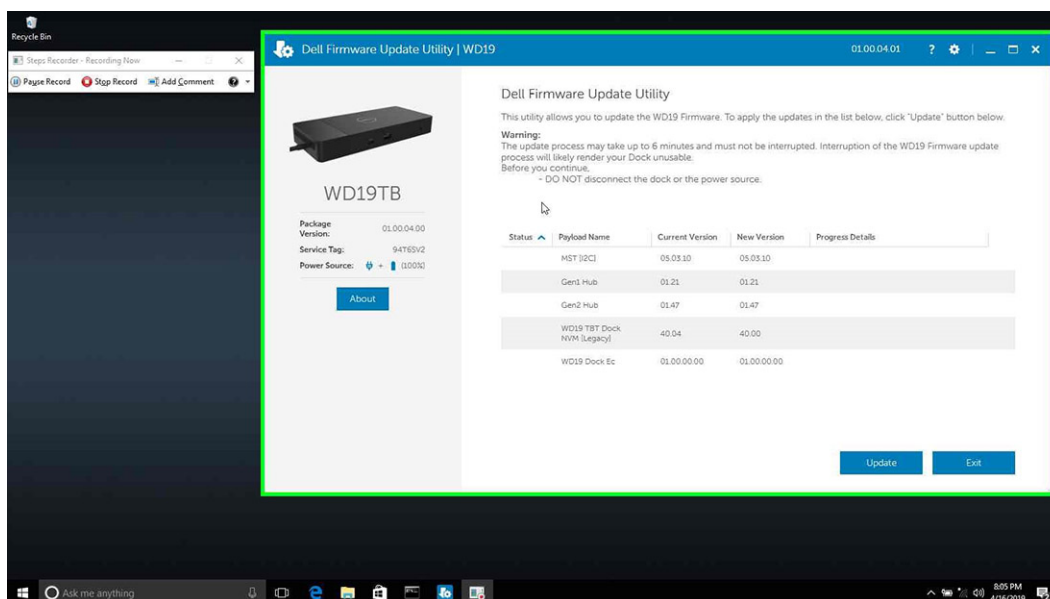 Recycle Bin
Steps Recorder - Recording Now
Pause Record Stop Record Add Comment
Dell Firmware Update Utility | WD19
01.00.04.01
WD19TB
Package Version: 01.00.04.00
Service Tag: 94T6SV2
Power Source: + (100%)
About
Dell Firmware Update Utility
This utility allows you to update the WD19 Firmware. To apply the updates in the list below, click "Update" button below.
Warning:
The update process may take up to 6 minutes and must not be interrupted. Interruption of the WD19 Firmware update
process will likely render your Dock unusable.
Before you continue,
- DO NOT disconnect the dock or the power source.
Status Payload Name Current Version New Version Progress Details
MST [I2C] 05.03.10 05.03.10
Gen1 Hub 01.21 01.21
Gen2 Hub 01.47 01.47
WD19 TBT Dock NVM [Legacy] 40.04 40.00
WD19 Dock Ec 01.00.00.00 01.00.00.00
Update Exit
Ask me anything
8:05 PM
4/16/2019